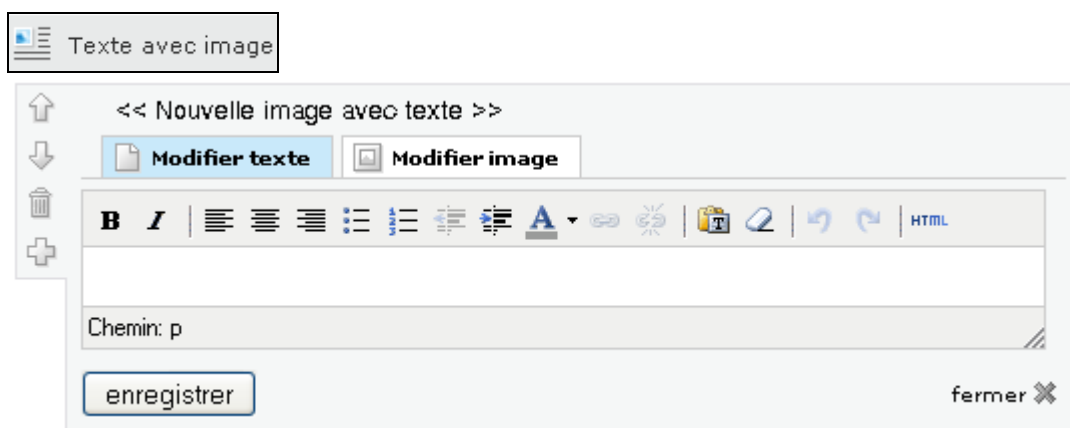 Texte avec image
<< Nouvelle image avec texte >>
Modifier texte Modifier image
B I A T HTML
Chemin: p
enregistrer fermer